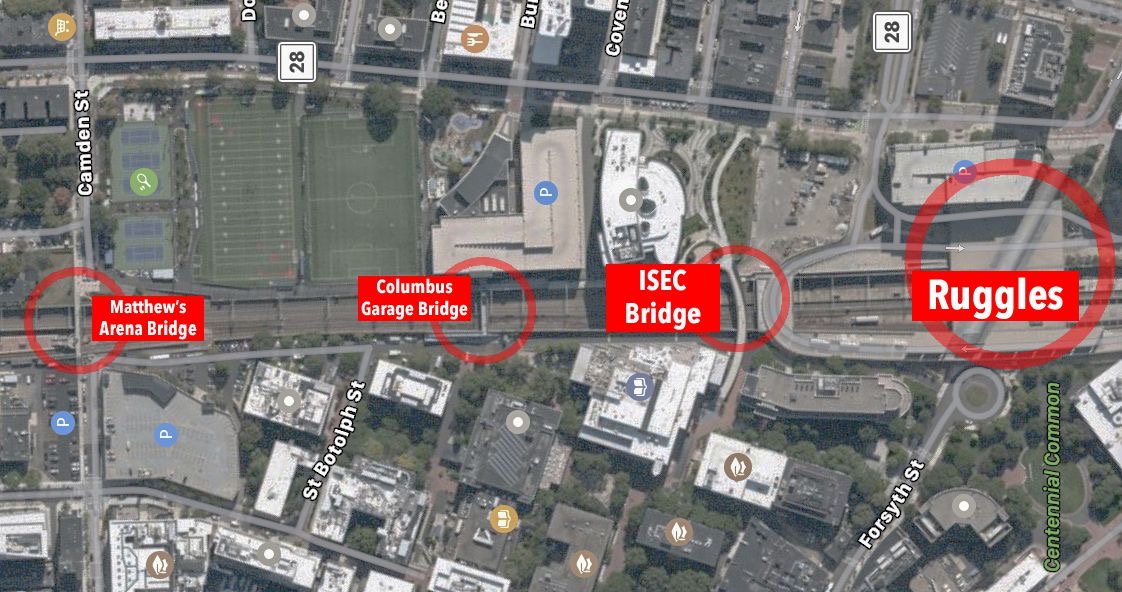 Do
Be
Bu
Coven
28
28
Camden St
P
P
Matthew's
Arena Bridge
Columbus
Garage Bridge
ISEC
Bridge
Ruggles
P
P
St Botolph St
Forsyth St
Centennial Common